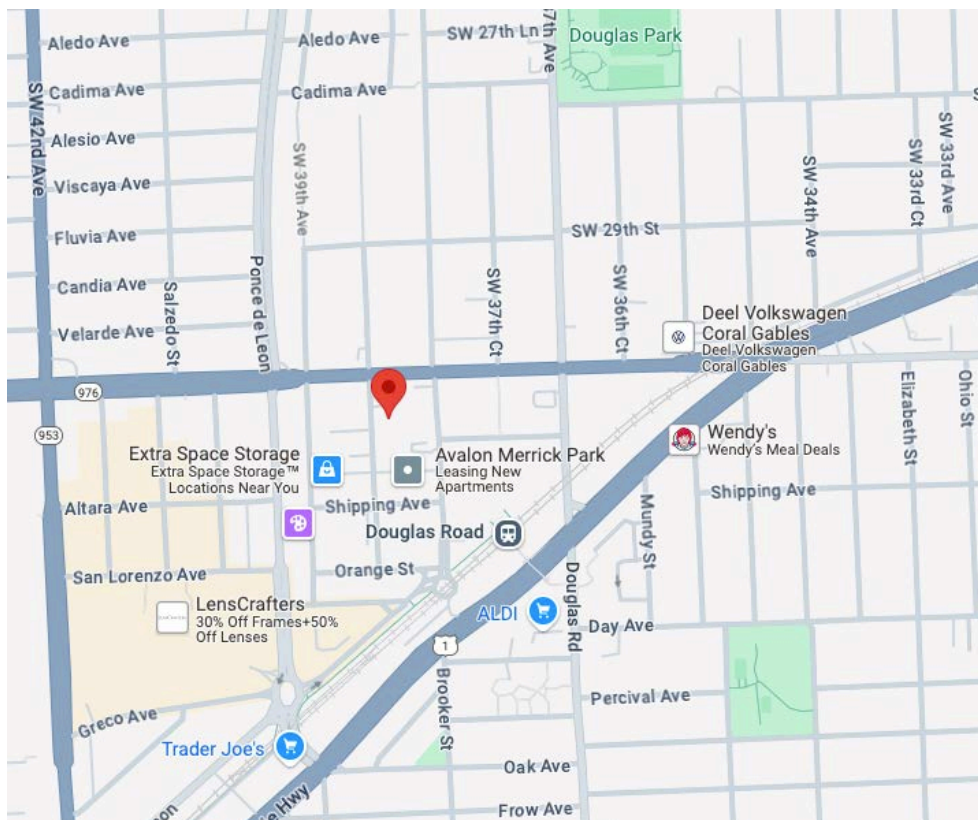 Aledo Ave
Aledo Ave
SW 27th Ln
37th Ave
Douglas Park
SW 42nd Ave
Cadima Ave
Cadima Ave
Alesio Ave
SW 39th Ave
Viscaya Ave
SW 34th Ave
SW 33rd Ct
SW 33rd Ave
Fluvia Ave
SW 29th St
Ponce de Leon
Candia Ave
Salzedo St
SW 37th Ct
SW 36th Ct
Velarde Ave
Deel Volkswagen
Coral Gables
Deel Volkswagen
Coral Gables
976
953
Elizabeth St
Ohio St
Extra Space Storage
Extra Space Storage™
Locations Near You
Avalon Merrick Park
Leasing New
Apartments
Wendy's
Wendy's Meal Deals
Altara Ave
Shipping Ave
Shipping Ave
Mundy St
Douglas Road
San Lorenzo Ave
Orange St
Douglas Rd
LensCrafters
30% Off Frames+50%
Off Lenses
ALDI
Day Ave
1
Brooker St
Percival Ave
Greco Ave
Trader Joe's
Oak Ave
Hwy
Frow Ave